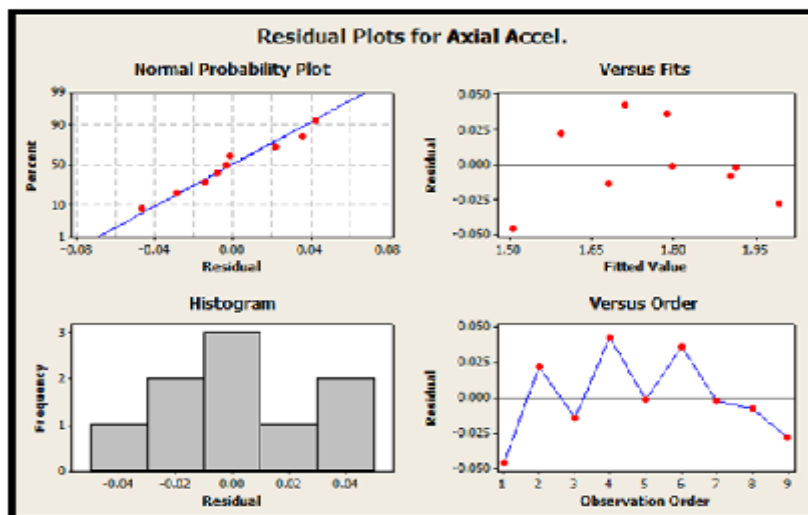 Residual Plots for Axial Accel.
Normal Probability Plot
99
90
50
10
1
Percent
-0.08 -0.04 0.00 0.04 0.08
Residual
Versus Fits
0.050
0.025
0.000
-0.025
-0.050
Residual
1.50 1.65 1.80 1.95
Fitted Value
Histogram
3
2
1
0
Frequency
-0.04 -0.02 0.00 0.02 0.04
Residual
Versus Order
0.050
0.025
0.000
-0.025
-0.050
Residual
1 2 3 4 5 6 7 8 9
Observation Order